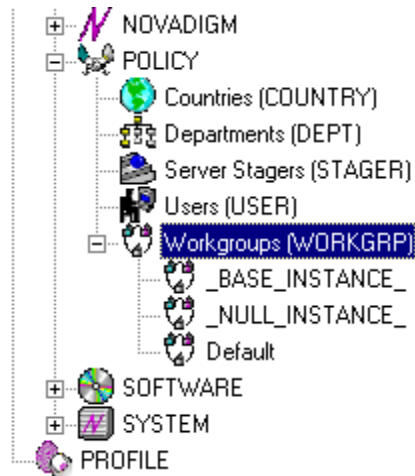 NOVADIGM
POLICY
Countries (COUNTRY)
Departments (DEPT)
Server Stagers (STAGER)
Users (USER)
Workgroups (WORKGRP)
_BASE_INSTANCE_
_NULL_INSTANCE_
Default
SOFTWARE
SYSTEM
PROFILE